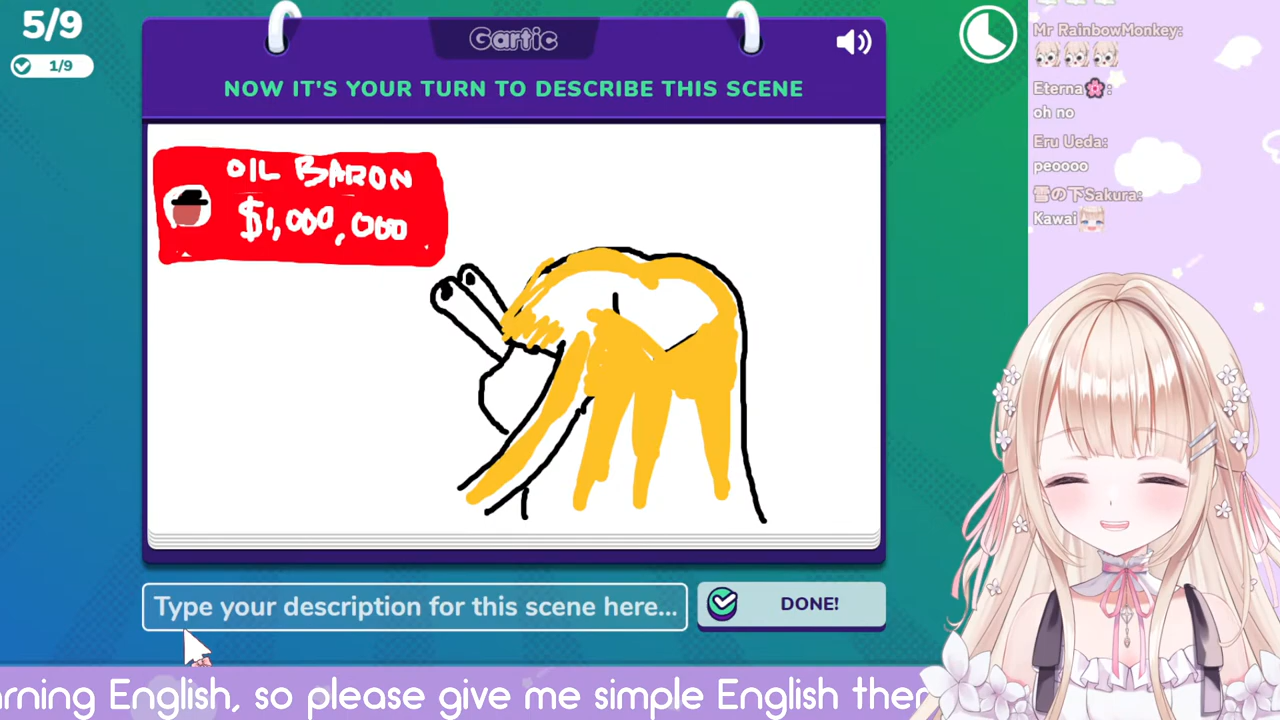 5/9
1/9
Gartic
NOW IT'S YOUR TURN TO DESCRIBE THIS SCENE
OIL BARON
$1,000,000
Type your description for this scene here...
DONE!
Mr RainbowMonkey:
Eterna🌸:
oh no
Eru Ueda:
peoooo
雪の下Sakura:
Kawai
rning English, so please give me simple English ther